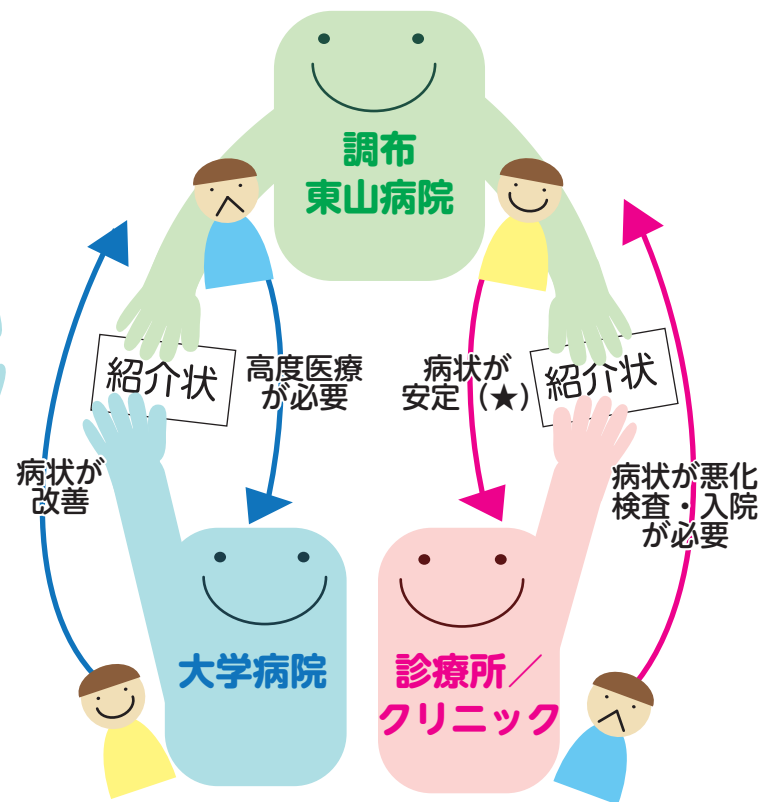 調布
東山病院
紹介状
高度医療
が必要
病状が
安定（★）
紹介状
病状が
改善
病状が悪化
検査・入院
が必要
大学病院
診療所／
クリニック